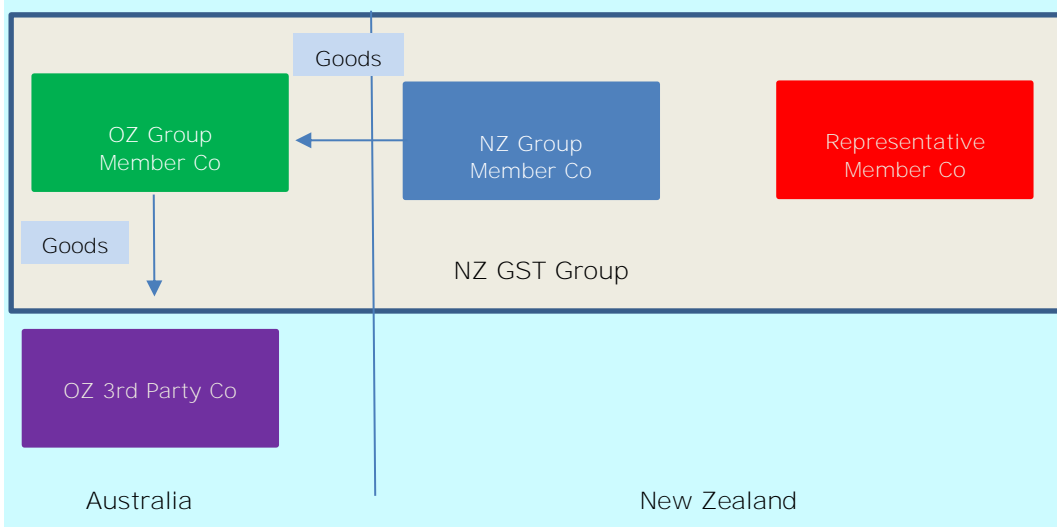 Goods
OZ Group
Member Co
NZ Group
Member Co
Representative
Member Co
Goods
NZ GST Group
OZ 3rd Party Co
Australia
New Zealand